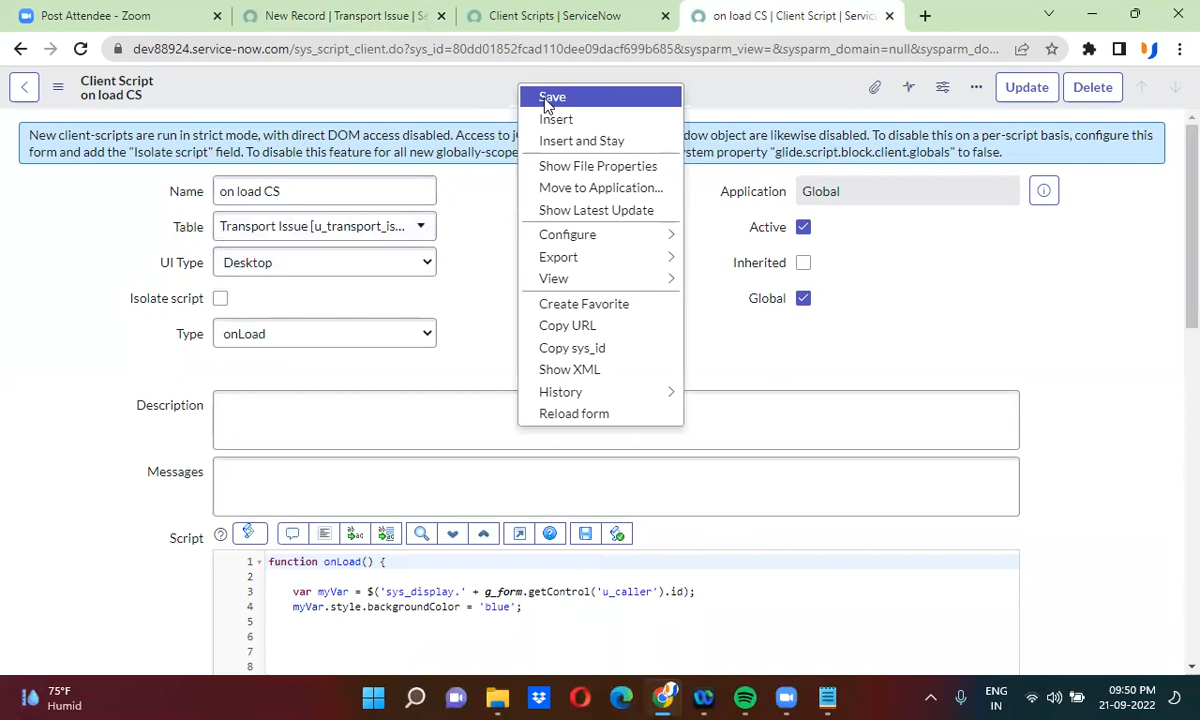 Post Attendee - Zoom
New Record | Transport Issue | S
Client Scripts | ServiceNow
on load CS | Client Script | Servic
dev88924.service-now.com/sys_script_client.do?sys_id=80dd01852fcad110dee09dacf699b685&sysparm_view=&sysparm_domain=null&sysparm_do...
Client Script
on load CS
Update
Delete
New client-scripts are run in strict mode, with direct DOM access disabled. Access to j
dow object are likewise disabled. To disable this on a per-script basis, configure this
form and add the "Isolate script" field. To disable this feature for all new globally-scope
stem property "glide.script.block.client.globals" to false.
Save
Insert
Insert and Stay
Show File Properties
Move to Application...
Show Latest Update
Configure
Export
View
Create Favorite
Copy URL
Copy sys_id
Show XML
History
Reload form
Name
on load CS
Table
Transport Issue [u_transport_is...
UI Type
Desktop
Isolate script
Type
onLoad
Application
Global
Active
Inherited
Global
Description
Messages
Script
1
function onLoad() {
2
3
var myVar = $('sys_display.' + g_form.getControl('u_caller').id);
4
myVar.style.backgroundColor = 'blue';
5
6
7
8
75°F
Humid
ENG
IN
09:50 PM
21-09-2022